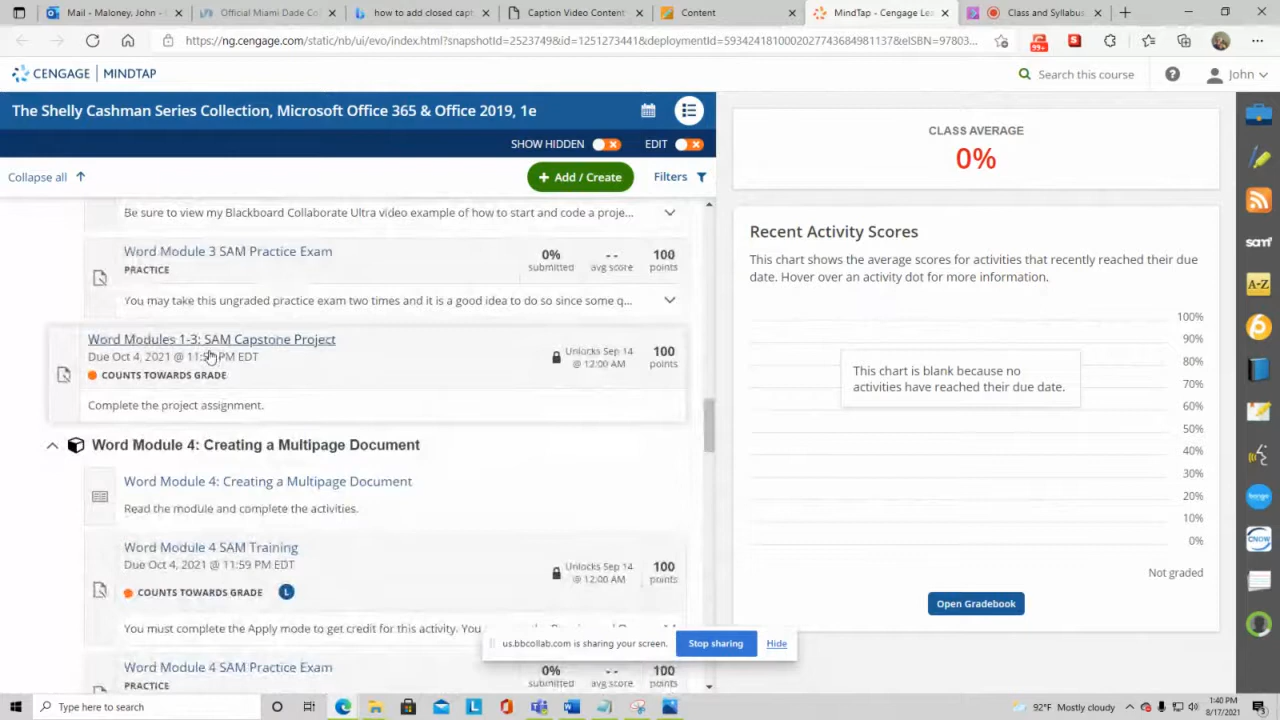 Mail - Maloney, John -
Official Miami Dade C
how to add closed capt
Caption Video Content
Content
MindTap - Cengage Lea
Class and Syllabus
https://ng.cengage.com/static/nb/ui/evo/index.html?snapshotId=2523749&id=1251273441&deploymentId=5934241810002027743684981137&eISBN=97803...
99+
CENGAGE | MINDTAP
Search this course
John
The Shelly Cashman Series Collection, Microsoft Office 365 & Office 2019, 1e
SHOW HIDDEN
EDIT
Collapse all
+ Add / Create
Filters
Be sure to view my Blackboard Collaborate Ultra video example of how to start and code a proje...
Word Module 3 SAM Practice Exam
PRACTICE
0% submitted
- - avg score
100 points
You may take this ungraded practice exam two times and it is a good idea to do so since some q...
Word Modules 1-3: SAM Capstone Project
Due Oct 4, 2021 @ 11:59 PM EDT
COUNTS TOWARDS GRADE
Unlocks Sep 14
@ 12:00 AM
100
points
Complete the project assignment.
Word Module 4: Creating a Multipage Document
Word Module 4: Creating a Multipage Document
Read the module and complete the activities.
Word Module 4 SAM Training
Due Oct 4, 2021 @ 11:59 PM EDT
COUNTS TOWARDS GRADE
L
Unlocks Sep 14
@ 12:00 AM
100
points
You must complete the Apply mode to get credit for this activity. You
Word Module 4 SAM Practice Exam
PRACTICE
0% submitted
- - avg score
100 points
CLASS AVERAGE
0%
Recent Activity Scores
This chart shows the average scores for activities that recently reached their due
date. Hover over an activity dot for more information.
100%
90%
80%
70%
60%
50%
40%
30%
20%
10%
0%
This chart is blank because no
activities have reached their due date.
Not graded
Open Gradebook
sam
A-Z
bongo
CNOW
us.bbcollab.com is sharing your screen.
Stop sharing
Hide
Type here to search
92°F Mostly cloudy
1:40 PM
8/17/2021